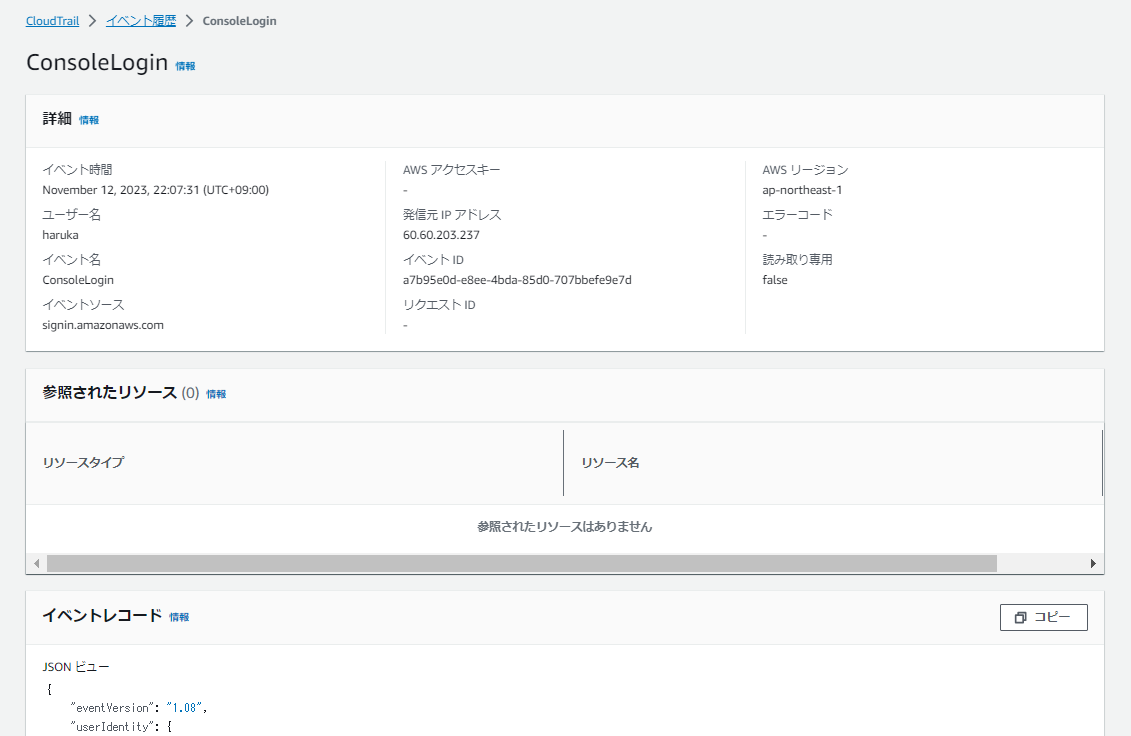 CloudTrail > イベント履歴 > ConsoleLogin
ConsoleLogin 情報
詳細 情報
イベント時間
November 12, 2023, 22:07:31 (UTC+09:00)
ユーザー名
haruka
イベント名
ConsoleLogin
イベントソース
signin.amazonaws.com
AWS アクセスキー
-
発信元 IP アドレス
60.60.203.237
イベント ID
a7b95e0d-e8ee-4bda-85d0-707bbefe9e7d
リクエスト ID
-
AWS リージョン
ap-northeast-1
エラーコード
-
読み取り専用
false
参照されたリソース (0) 情報
リソースタイプ
リソース名
参照されたリソースはありません
イベントレコード 情報
コピー
JSON ビュー
{
"eventVersion": "1.08",
"userIdentity": {